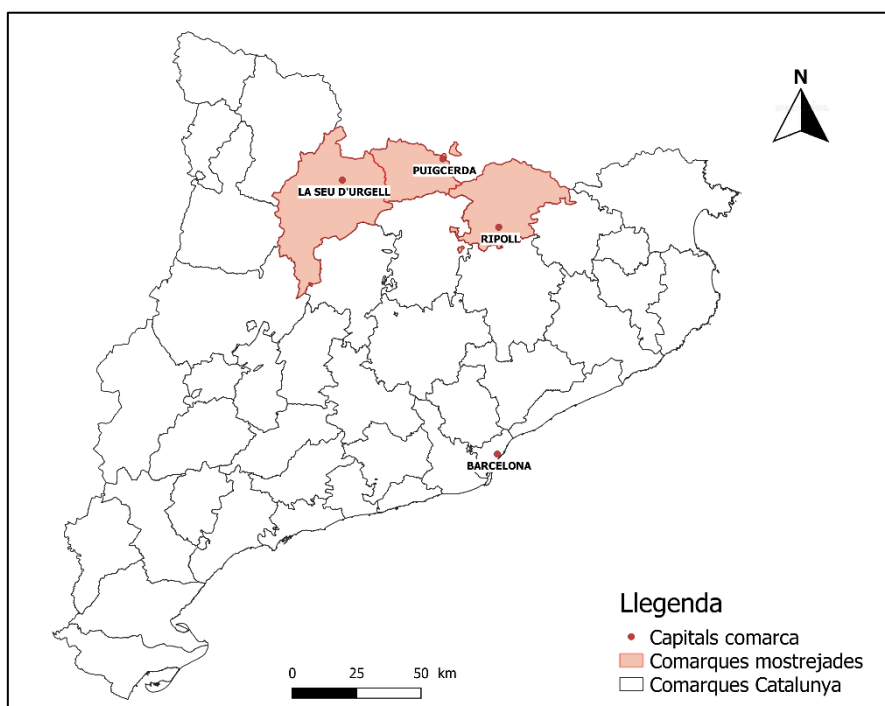 N
PUIGCERDA
LA SEU D'URGELL
RIPOLL
BARCELONA
Llegenda
Capitals comarca
Comarques mostrejades
Comarques Catalunya
0 25 50 km